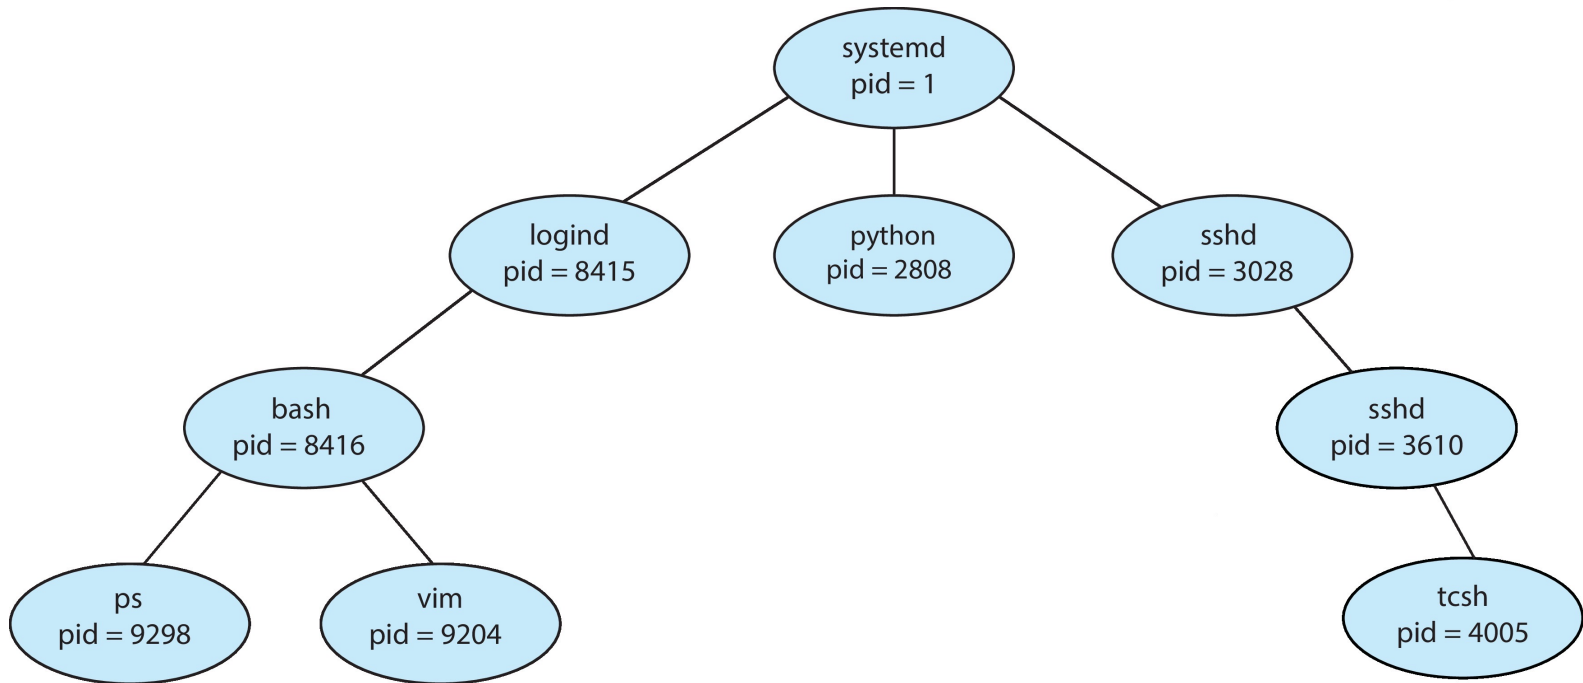 systemd
pid = 1
logind
pid = 8415
python
pid = 2808
sshd
pid = 3028
bash
pid = 8416
sshd
pid = 3610
ps
pid = 9298
vim
pid = 9204
tcsh
pid = 4005